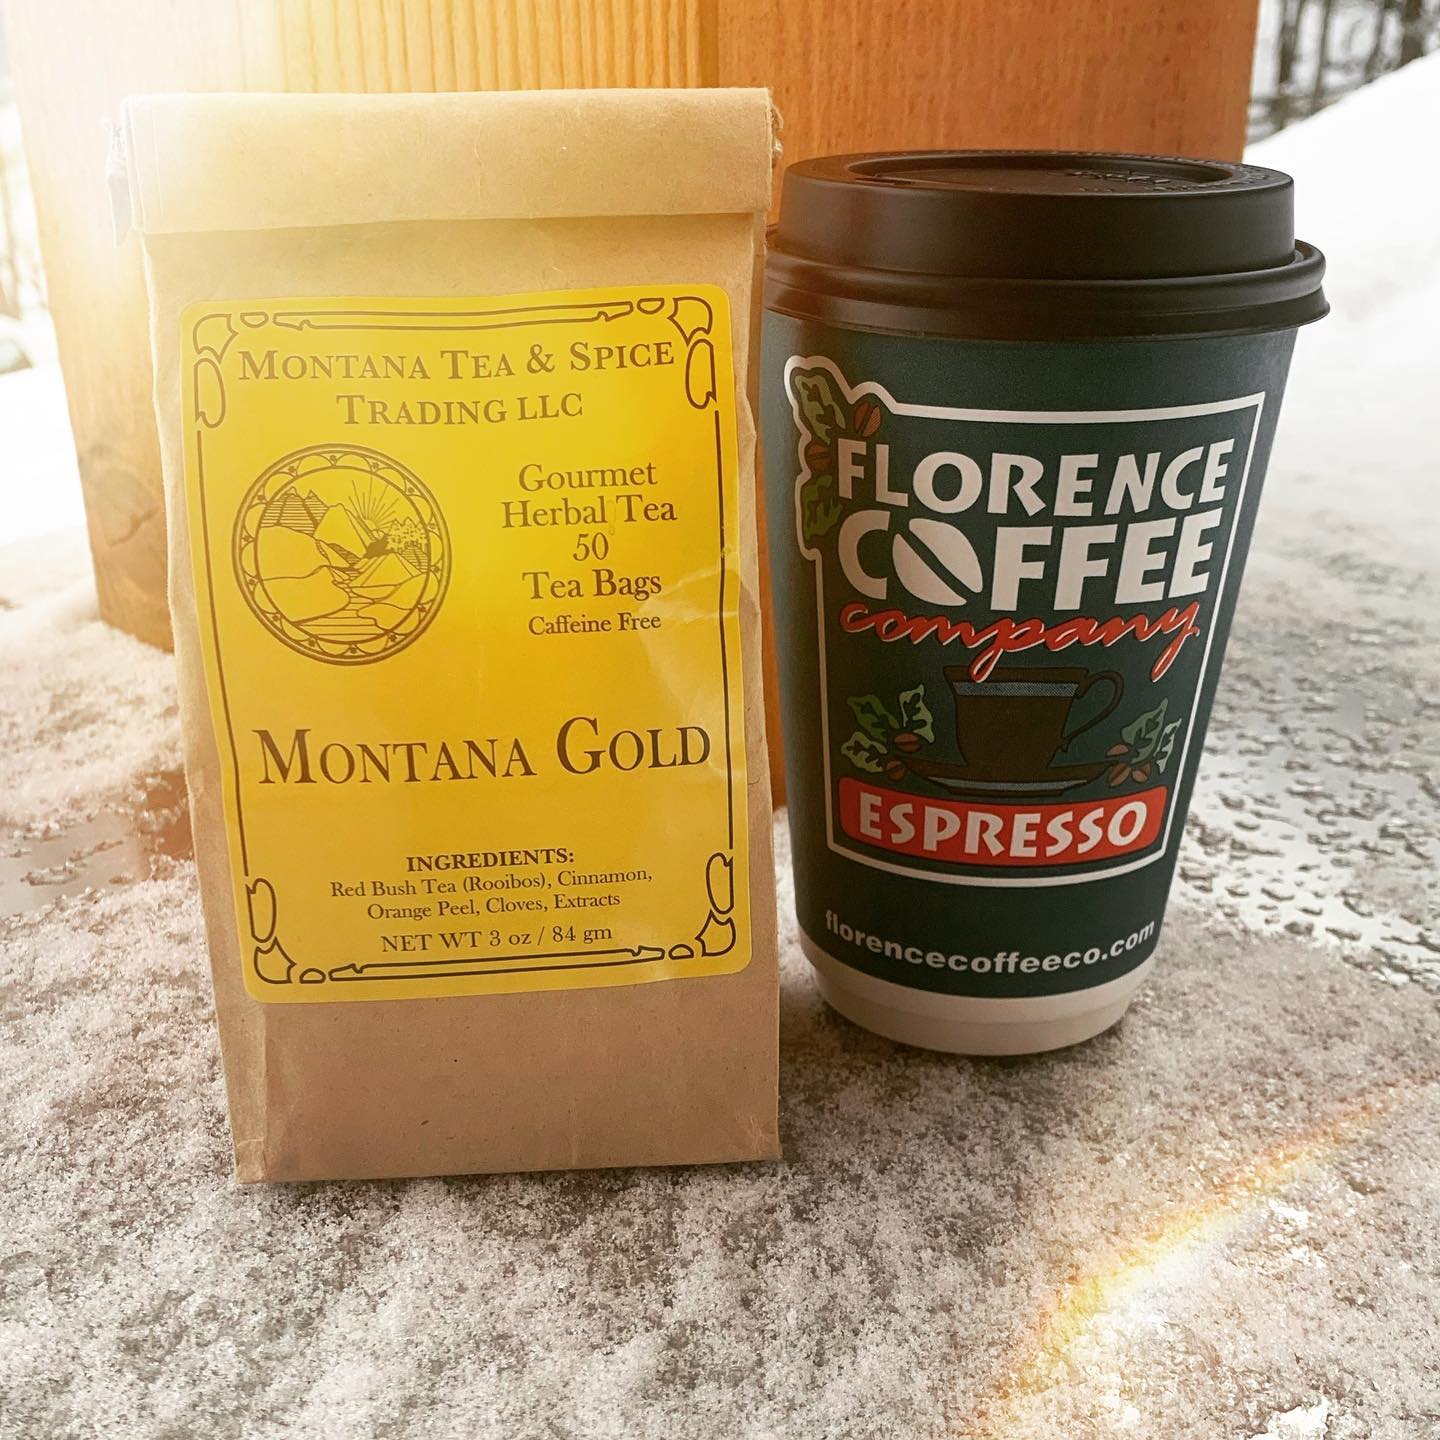 MONTANA TEA & SPICE
TRADING LLC
Gourmet
Herbal Tea
50
Tea Bags
Caffeine Free
MONTANA GOLD
INGREDIENTS:
Red Bush Tea (Rooibos), Cinnamon,
Orange Peel, Cloves, Extracts
NET WT 3 oz / 84 gm
FLORENCE
COFFEE
company
ESPRESSO
florencecoffeeco.com